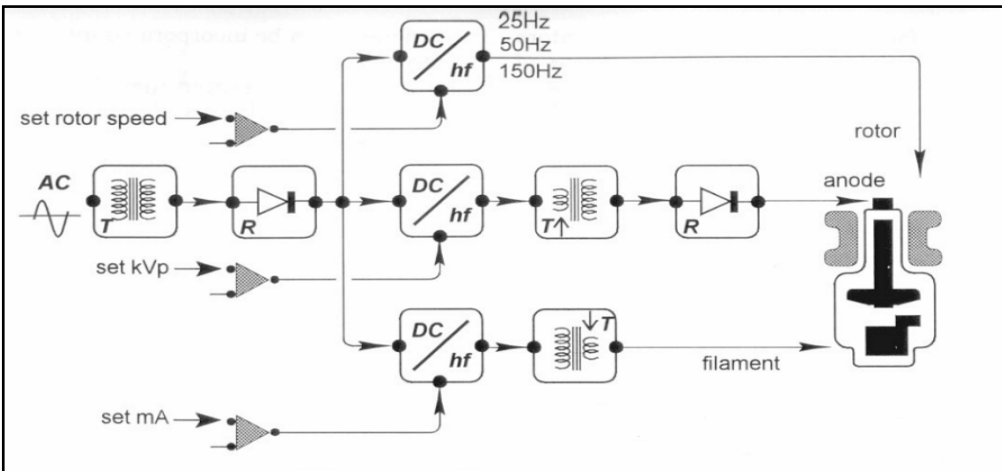 DC
hf
25Hz
50Hz
150Hz
set rotor speed
rotor
AC
T
R
DC
hf
T
R
anode
set kVp
DC
hf
T
filament
set mA